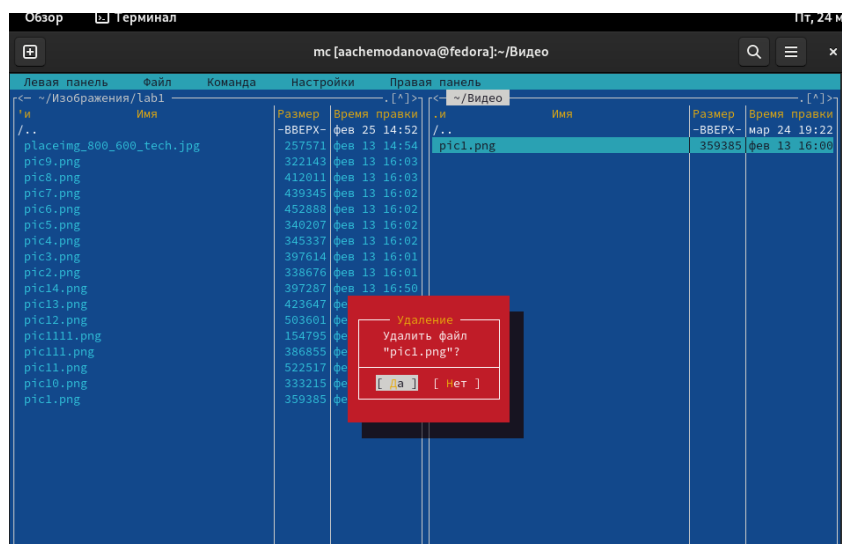 Обзор Терминал Пт, 24 м
mc [aachemodanova@fedora]:~/Видео
Левая панель Файл Команда Настройки Правая панель
<— ~/Изображения/lab1 .[^]> <— ~/Видео .[^]>
'и Имя Размер Время правки .и Имя Размер Время правки
/.. -ВВЕРХ- фев 25 14:52 /.. -ВВЕРХ- мар 24 19:22
placeimg_800_600_tech.jpg 257571 фев 13 14:54 pic1.png 359385 фев 13 16:00
pic9.png 322143 фев 13 16:03
pic8.png 412011 фев 13 16:03
pic7.png 439345 фев 13 16:02
pic6.png 452888 фев 13 16:02
pic5.png 340207 фев 13 16:02
pic4.png 345337 фев 13 16:02
pic3.png 397614 фев 13 16:01
pic2.png 338676 фев 13 16:01
pic14.png 397287 фев 13 16:50
pic13.png 423647 фе
pic12.png 503601 фе Удаление
pic1111.png 154795 фе Удалить файл
pic111.png 386855 фе "pic1.png"?
pic11.png 522517 фе
pic10.png 333215 фе [ Да ] [ Нет ]
pic1.png 359385 фе